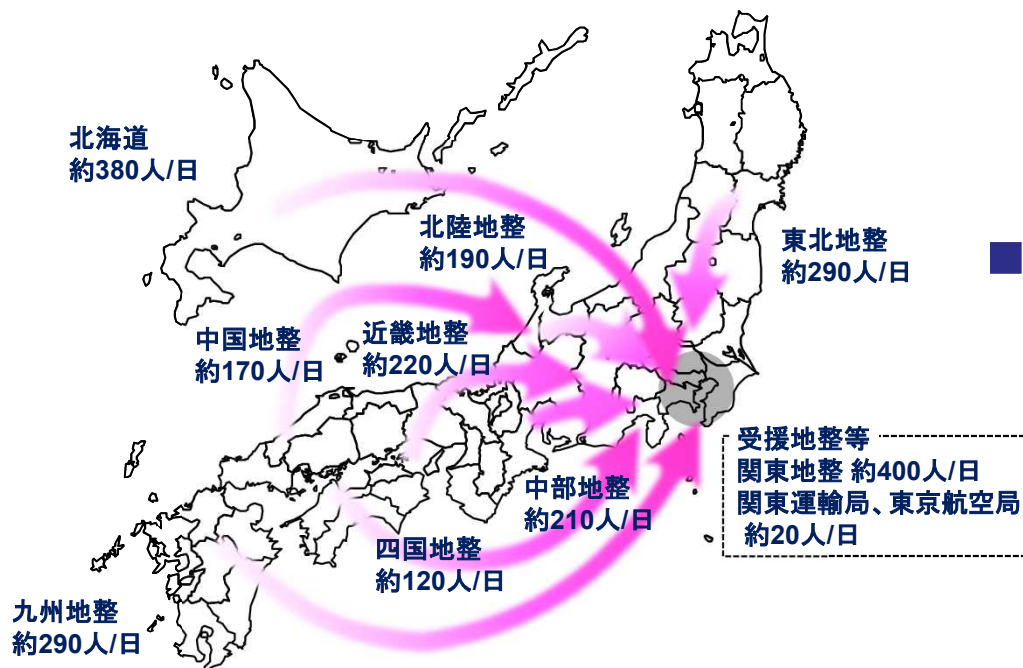 北海道
約380人/日
北陸地整
約190人/日
東北地整
約290人/日
中国地整
約170人/日
近畿地整
約220人/日
受援地整等
関東地整 約400人/日
関東運輸局、東京航空局
約20人/日
中部地整
約210人/日
四国地整
約120人/日
九州地整
約290人/日